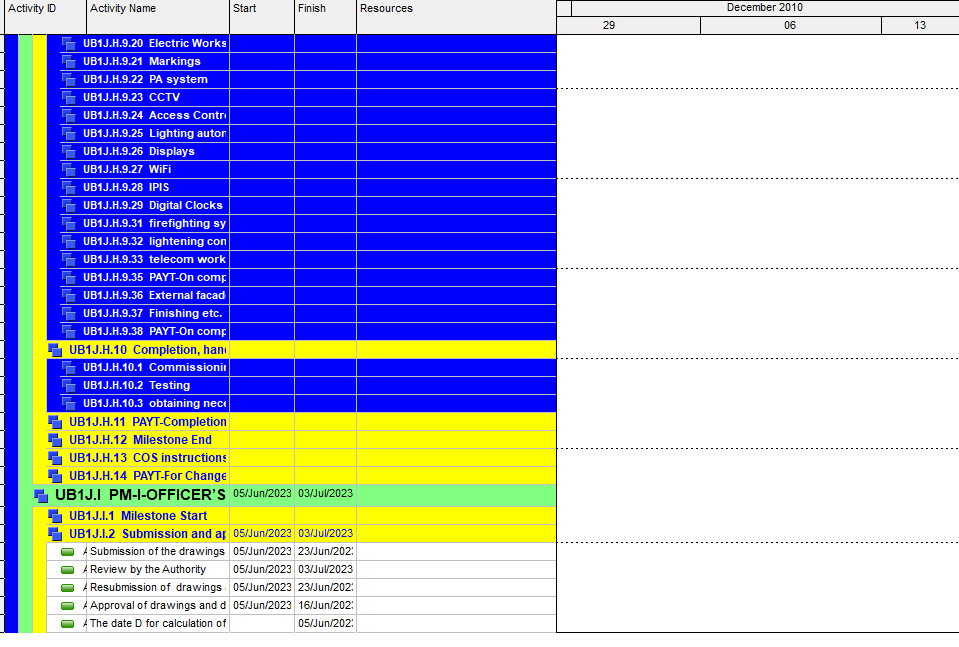 Activity ID Activity Name Start Finish Resources December 2010
29 06 13
UB1J.H.9.20 Electric Works
UB1J.H.9.21 Markings
UB1J.H.9.22 PA system
UB1J.H.9.23 CCTV
UB1J.H.9.24 Access Contr
UB1J.H.9.25 Lighting autor
UB1J.H.9.26 Displays
UB1J.H.9.27 WiFi
UB1J.H.9.28 IPIS
UB1J.H.9.29 Digital Clocks
UB1J.H.9.31 firefighting sy
UB1J.H.9.32 lightening con
UB1J.H.9.33 telecom work
UB1J.H.9.35 PAYT-On comp
UB1J.H.9.36 External facad
UB1J.H.9.37 Finishing etc.
UB1J.H.9.38 PAYT-On comp
UB1J.H.10 Completion, han
UB1J.H.10.1 Commissionin
UB1J.H.10.2 Testing
UB1J.H.10.3 obtaining nece
UB1J.H.11 PAYT-Completion
UB1J.H.12 Milestone End
UB1J.H.13 COS instructions
UB1J.H.14 PAYT-For Change
UB1J.I PM-I-OFFICER’S 05/Jun/2023 03/Jul/2023
UB1J.I.1 Milestone Start
UB1J.I.2 Submission and ap 05/Jun/2023 03/Jul/2023
A Submission of the drawings 05/Jun/2023 23/Jun/202
A Review by the Authority 05/Jun/2023 03/Jul/2023
A Resubmission of drawings 05/Jun/2023 23/Jun/202
A Approval of drawings and d 05/Jun/2023 16/Jun/202
A The date D for calculation of 05/Jun/202